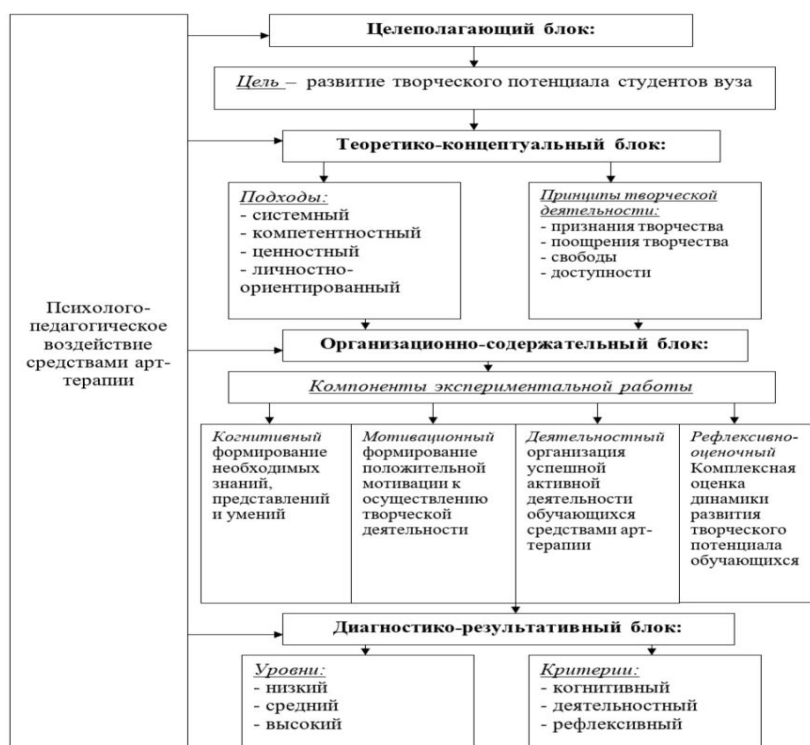 Целеполагающий блок:
Цель – развитие творческого потенциала студентов вуза
Теоретико-концептуальный блок:
Подходы:
- системный
- компетентностный
- ценностный
- личностно-
ориентированный
Принципы творческой
деятельности:
- признания творчества
- поощрения творчества
- свободы
- доступности
Психолого-
педагогическое
воздействие
средствами арт-
терапии
Организационно-содержательный блок:
Компоненты экспериментальной работы
Когнитивный
формирование
необходимых
знаний,
представлений
и умений
Мотивационный
формирование
положительной
мотивации к
осуществлению
творческой
деятельности
Деятельностный
организация
успешной
активной
деятельности
обучающихся
средствами арт-
терапии
Рефлексивно-
оценочный
Комплексная
оценка
динамики
развития
творческого
потенциала
обучающихся
Диагностико-результативный блок:
Уровни:
- низкий
- средний
- высокий
Критерии:
- когнитивный
- деятельностный
- рефлексивный